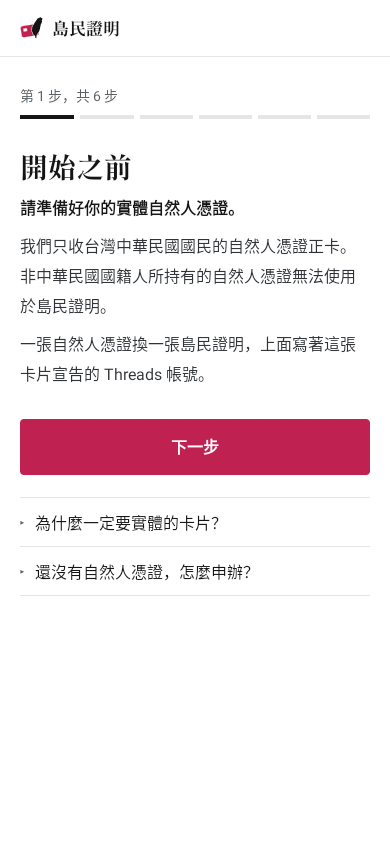 島民證明
第 1 步，共 6 步
開始之前
請準備好你的實體自然人憑證。
我們只收台灣中華民國國民的自然人憑證正卡。
非中華民國國籍人所持有的自然人憑證無法使用
於島民證明。
一張自然人憑證換一張島民證明，上面寫著這張
卡片宣告的 Threads 帳號。
下一步
為什麼一定要實體的卡片？
還沒有自然人憑證，怎麼申辦？